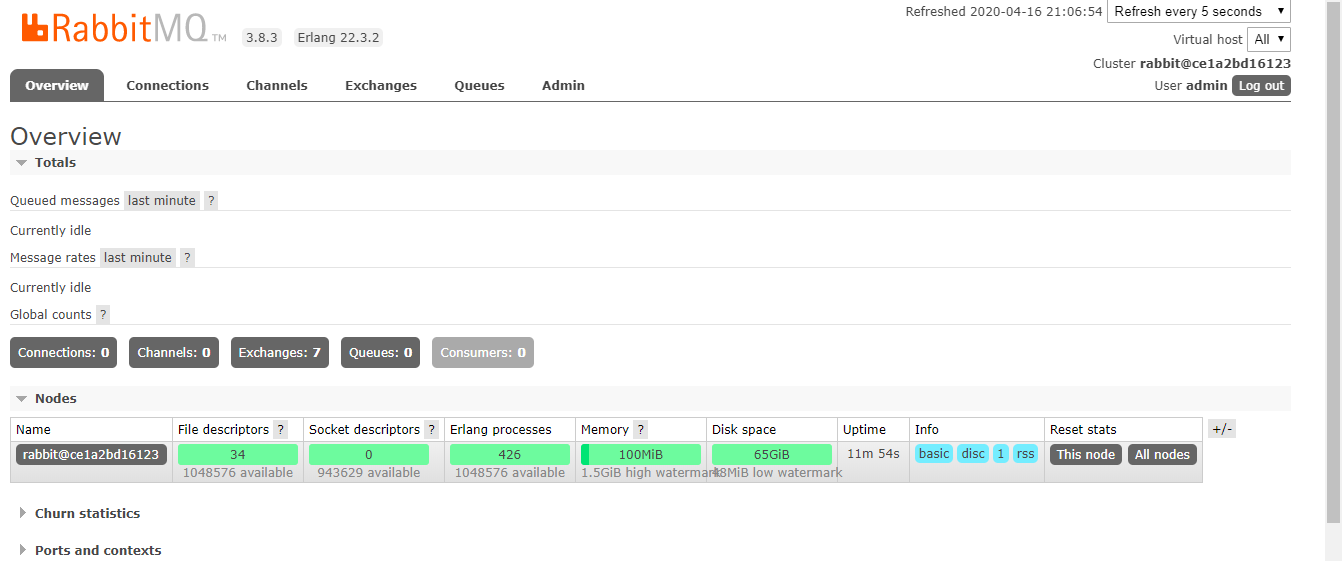 Refreshed 2020-04-16 21:06:54 Refresh every 5 seconds
RabbitMQ TM 3.8.3 Erlang 22.3.2
Virtual host All
Cluster rabbit@ce1a2bd16123
User admin Log out
Overview Connections Channels Exchanges Queues Admin
Overview
Totals
Queued messages last minute ?
Currently idle
Message rates last minute ?
Currently idle
Global counts ?
Connections: 0 Channels: 0 Exchanges: 7 Queues: 0 Consumers: 0
Nodes
Name File descriptors ? Socket descriptors ? Erlang processes Memory ? Disk space Uptime Info Reset stats +/-
rabbit@ce1a2bd16123 34 0 426 100MiB 65GiB 11m 54s basic disc 1 rss This node All nodes
1048576 available 943629 available 1048576 available 1.5GiB high watermark 48MiB low watermark
Churn statistics
Ports and contexts